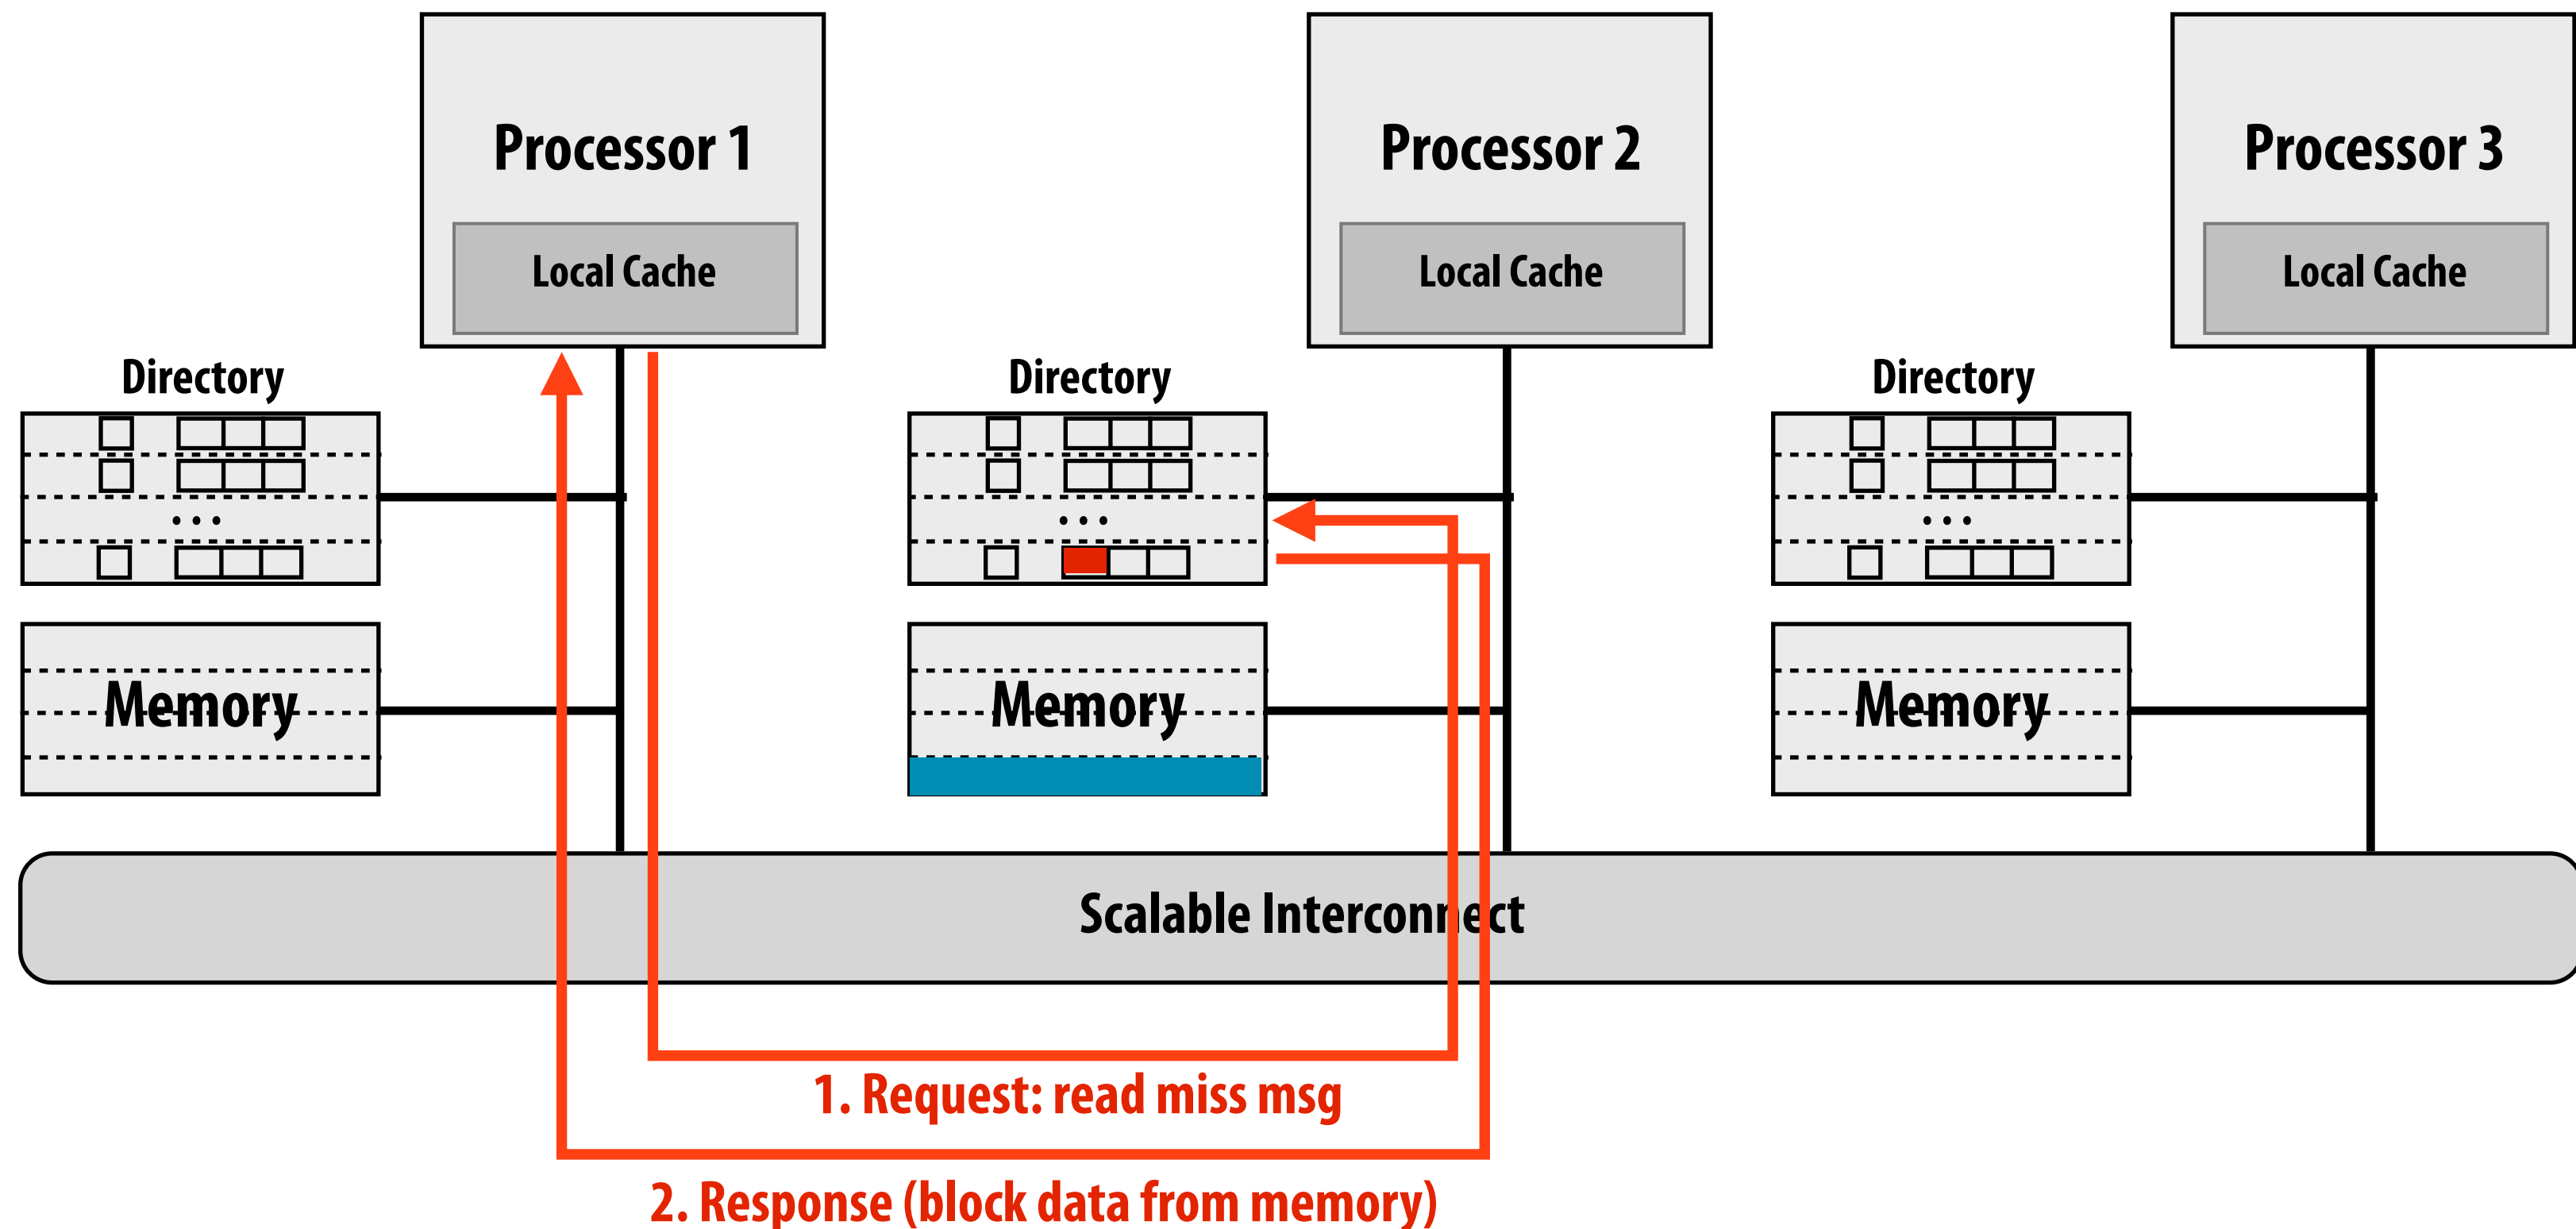 Processor 1
Processor 2
Processor 3
Local Cache
Local Cache
Local Cache
Directory
Directory
Directory
Memory
Memory
Memory
Scalable Interconnect
1. Request: read miss msg
2. Response (block data from memory)